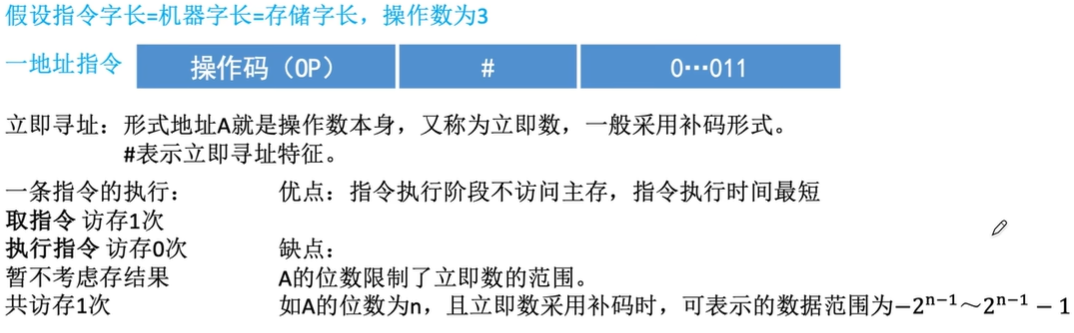 假设指令字长=机器字长=存储字长，操作数为3
一地址指令 操作码（OP） # 0…011
立即寻址：形式地址A就是操作数本身，又称为立即数，一般采用补码形式。
#表示立即寻址特征。
一条指令的执行： 优点：指令执行阶段不访问主存，指令执行时间最短
取指令 访存1次
执行指令 访存0次 缺点：
暂不考虑存结果 A的位数限制了立即数的范围。
共访存1次 如A的位数为n，且立即数采用补码时，可表示的数据范围为−2ⁿ⁻¹～2ⁿ⁻¹ − 1